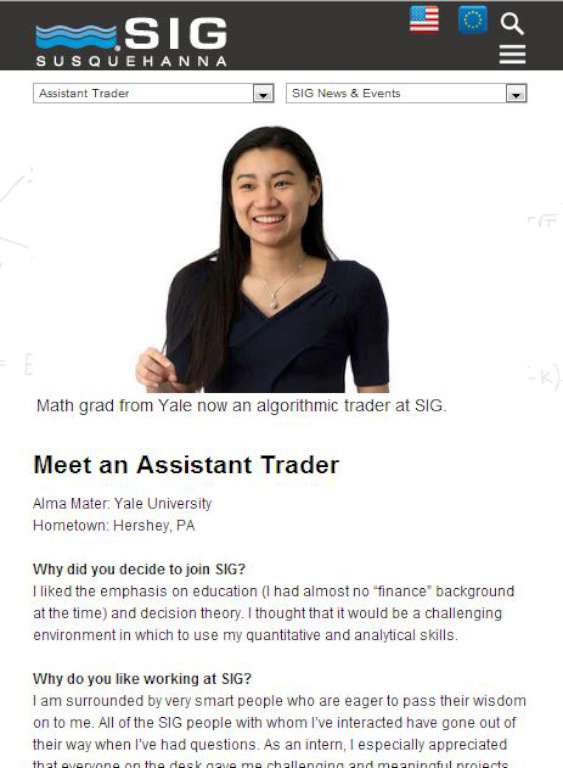 SIG
SUSQUEHANNA
Assistant Trader
SIG News & Events
Math grad from Yale now an algorithmic trader at SIG.
Meet an Assistant Trader
Alma Mater: Yale University
Hometown: Hershey, PA
Why did you decide to join SIG?
I liked the emphasis on education (I had almost no “finance” background
at the time) and decision theory. I thought that it would be a challenging
environment in which to use my quantitative and analytical skills.
Why do you like working at SIG?
I am surrounded by very smart people who are eager to pass their wisdom
on to me. All of the SIG people with whom I’ve interacted have gone out of
their way when I’ve had questions. As an intern, I especially appreciated
that everyone on the desk gave me challenging and meaningful projects